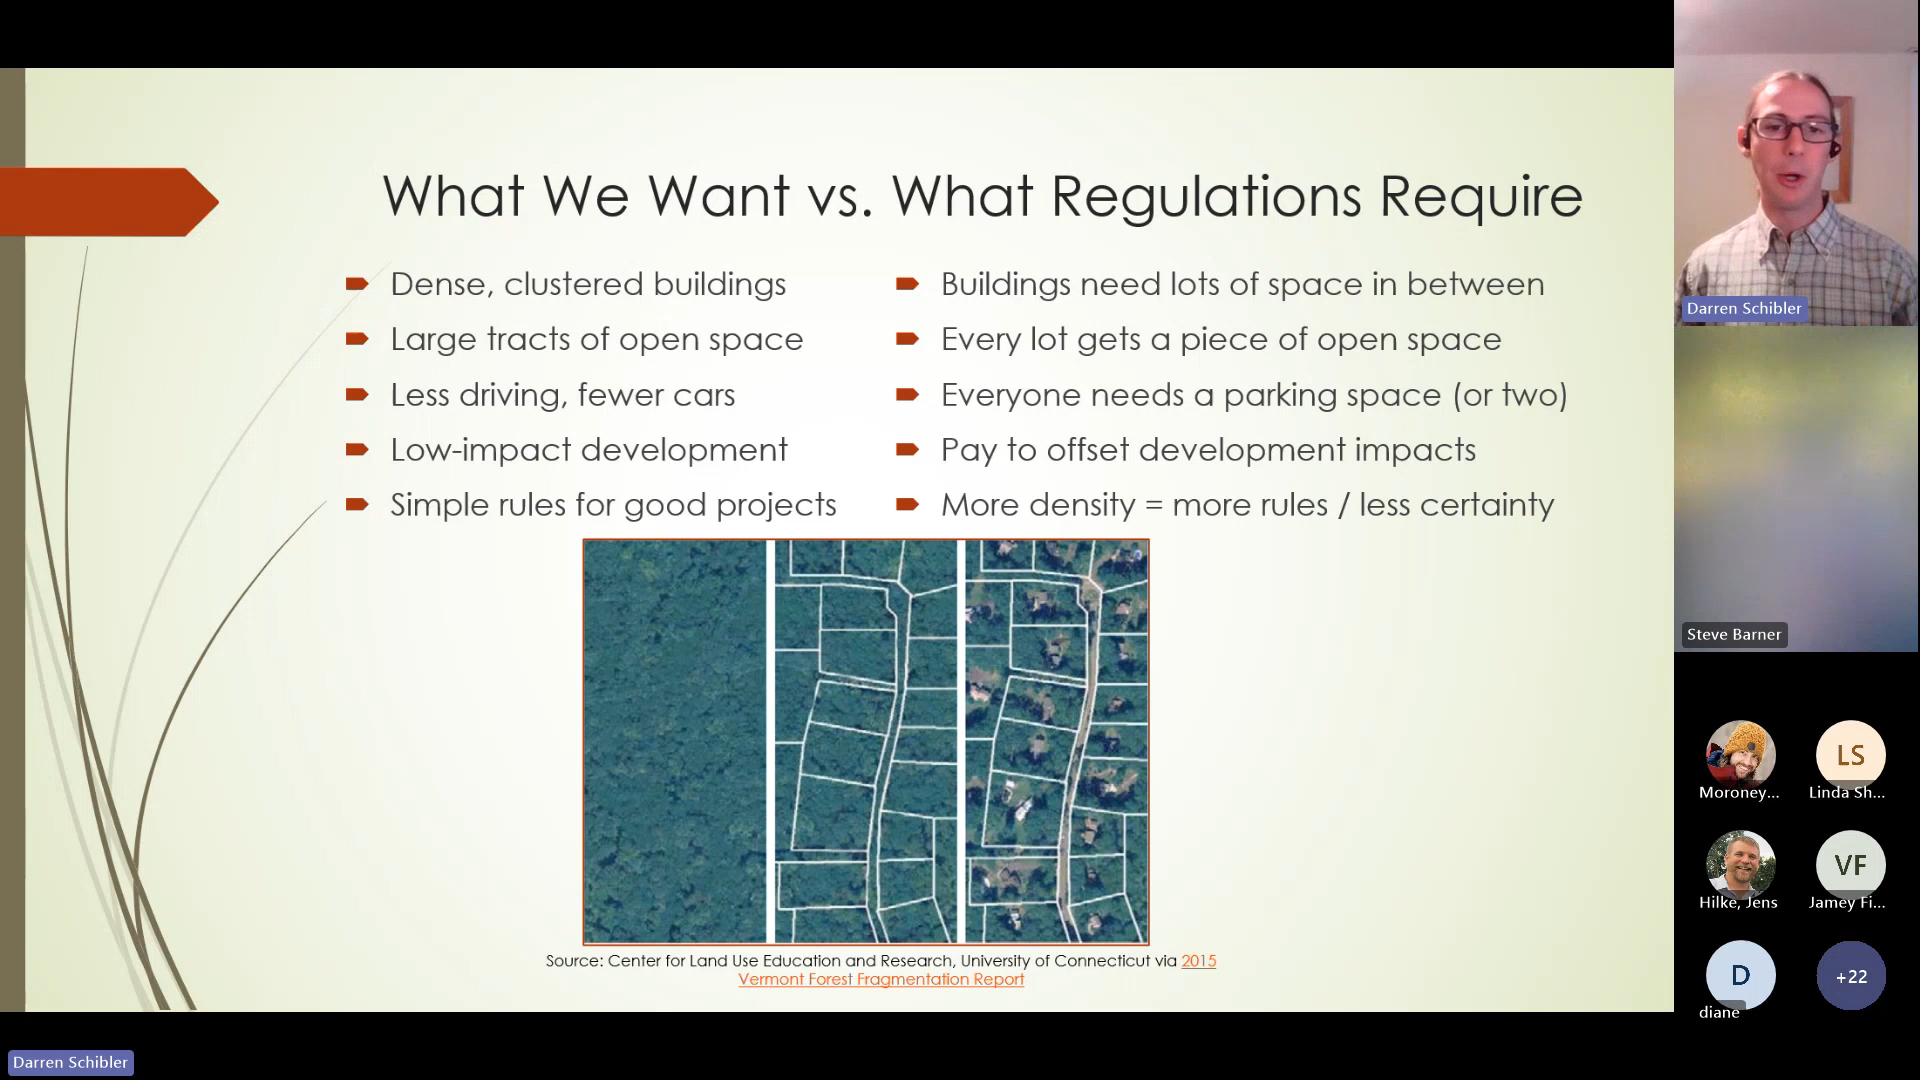 What We Want vs. What Regulations Require
Dense, clustered buildings
Large tracts of open space
Less driving, fewer cars
Low-impact development
Simple rules for good projects
Buildings need lots of space in between
Every lot gets a piece of open space
Everyone needs a parking space (or two)
Pay to offset development impacts
More density = more rules / less certainty
Source: Center for Land Use Education and Research, University of Connecticut via 2015
Vermont Forest Fragmentation Report
Darren Schibler
Steve Barner
Moroney...
LS
Linda Sh...
Hilke, Jens
VF
Jamey Fi...
D
diane
+22
Darren Schibler